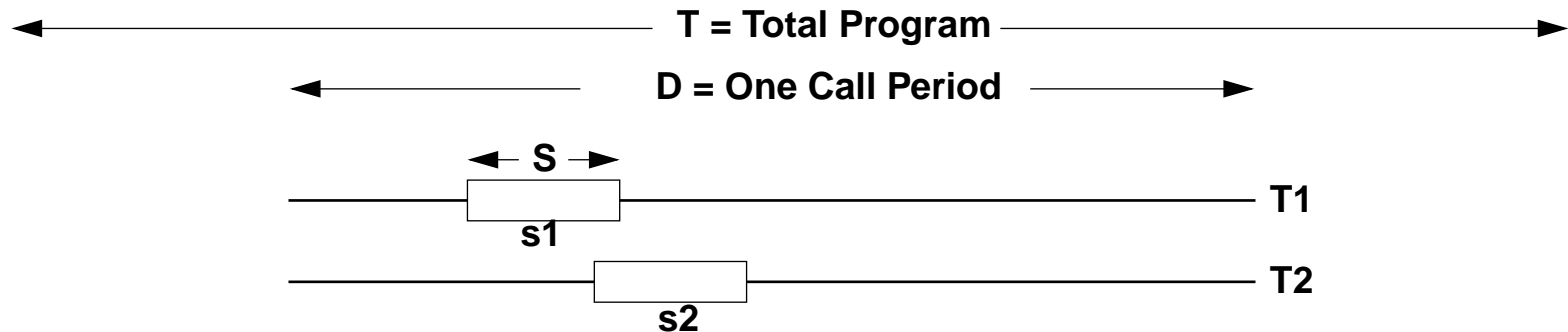 T = Total Program
D = One Call Period
S
T1
s1
T2
s2